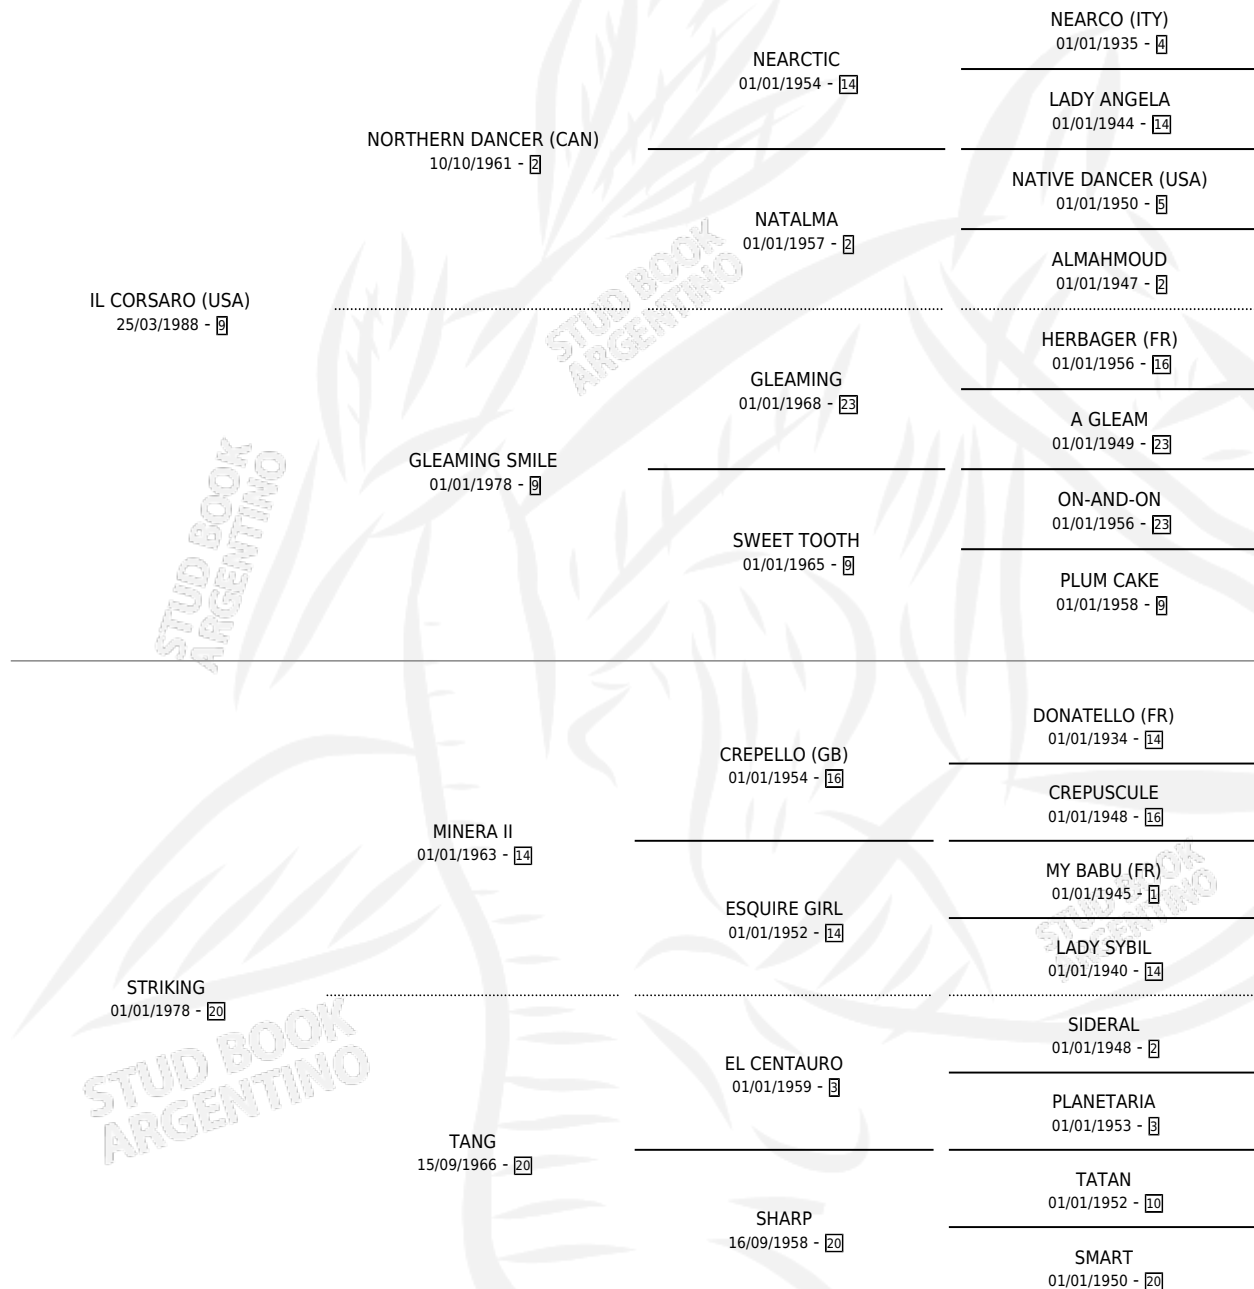 IL CORSARO (USA)
25/03/1988 - 9
NORTHERN DANCER (CAN)
10/10/1961 - 2
NEARCTIC
01/01/1954 - 14
NEARCO (ITY)
01/01/1935 - 4
LADY ANGELA
01/01/1944 - 14
NATALMA
01/01/1957 - 2
NATIVE DANCER (USA)
01/01/1950 - 5
ALMAHMOUD
01/01/1947 - 2
GLEAMING SMILE
01/01/1978 - 9
GLEAMING
01/01/1968 - 23
HERBAGER (FR)
01/01/1956 - 16
A GLEAM
01/01/1949 - 23
SWEET TOOTH
01/01/1965 - 9
ON-AND-ON
01/01/1956 - 23
PLUM CAKE
01/01/1958 - 9
STRIKING
01/01/1978 - 20
MINERA II
01/01/1963 - 14
CREPELLO (GB)
01/01/1954 - 16
DONATELLO (FR)
01/01/1934 - 14
CREPUSCULE
01/01/1948 - 16
ESQUIRE GIRL
01/01/1952 - 14
MY BABU (FR)
01/01/1945 - 1
LADY SYBIL
01/01/1940 - 14
TANG
15/09/1966 - 20
EL CENTAURO
01/01/1959 - 3
SIDERAL
01/01/1948 - 2
PLANETARIA
01/01/1953 - 3
SHARP
16/09/1958 - 20
TATAN
01/01/1952 - 10
SMART
01/01/1950 - 20
STUD BOOK
ARGENTINO
STUD BOOK
ARGENTINO
STUD BOOK
ARGENTINO
STUD BOOK
ARGENTINO